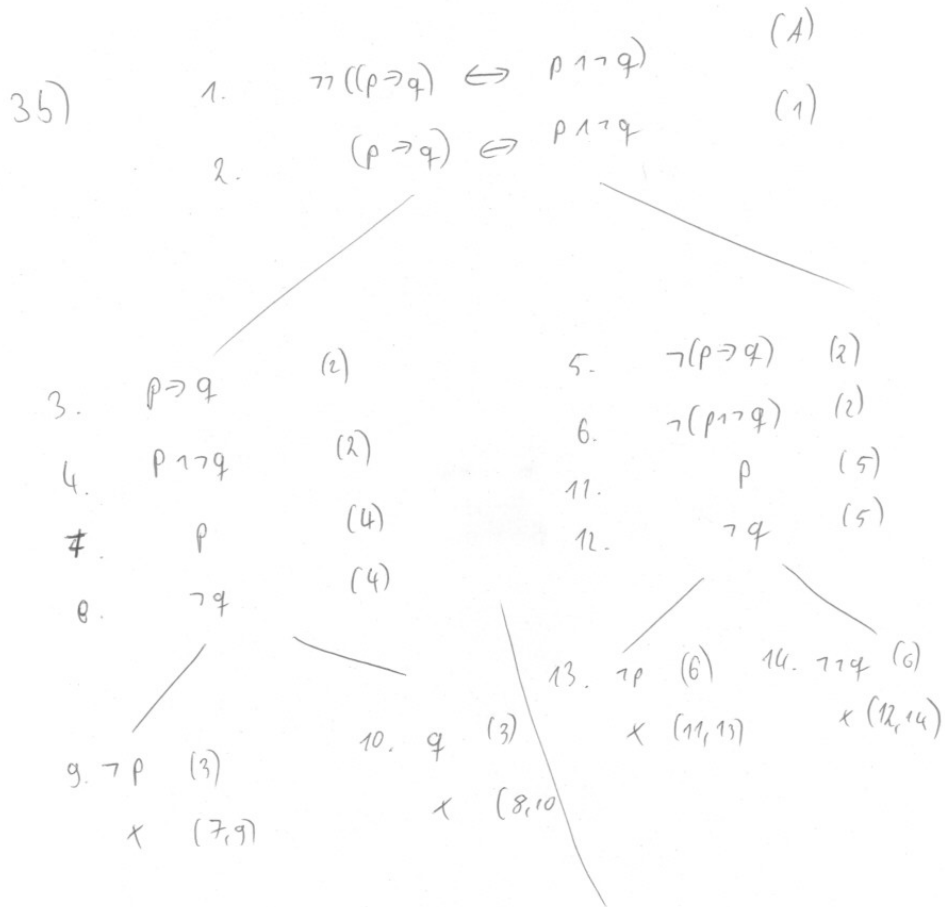 3b) 1. ¬¬((p→q) ⇔ p∧¬q) (A)
2. (p→q) ⇔ p∧¬q (1)
3. p→q (2)
4. p∧¬q (2)
7. p (4)
8. ¬q (4)
9. ¬p (3)
x (7,9)
10. q (3)
x (8,10
5. ¬(p→q) (2)
6. ¬(p∧¬q) (2)
11. p (5)
12. ¬q (5)
13. ¬p (6)
x (11,13)
14. ¬¬q (6)
x (12,14)